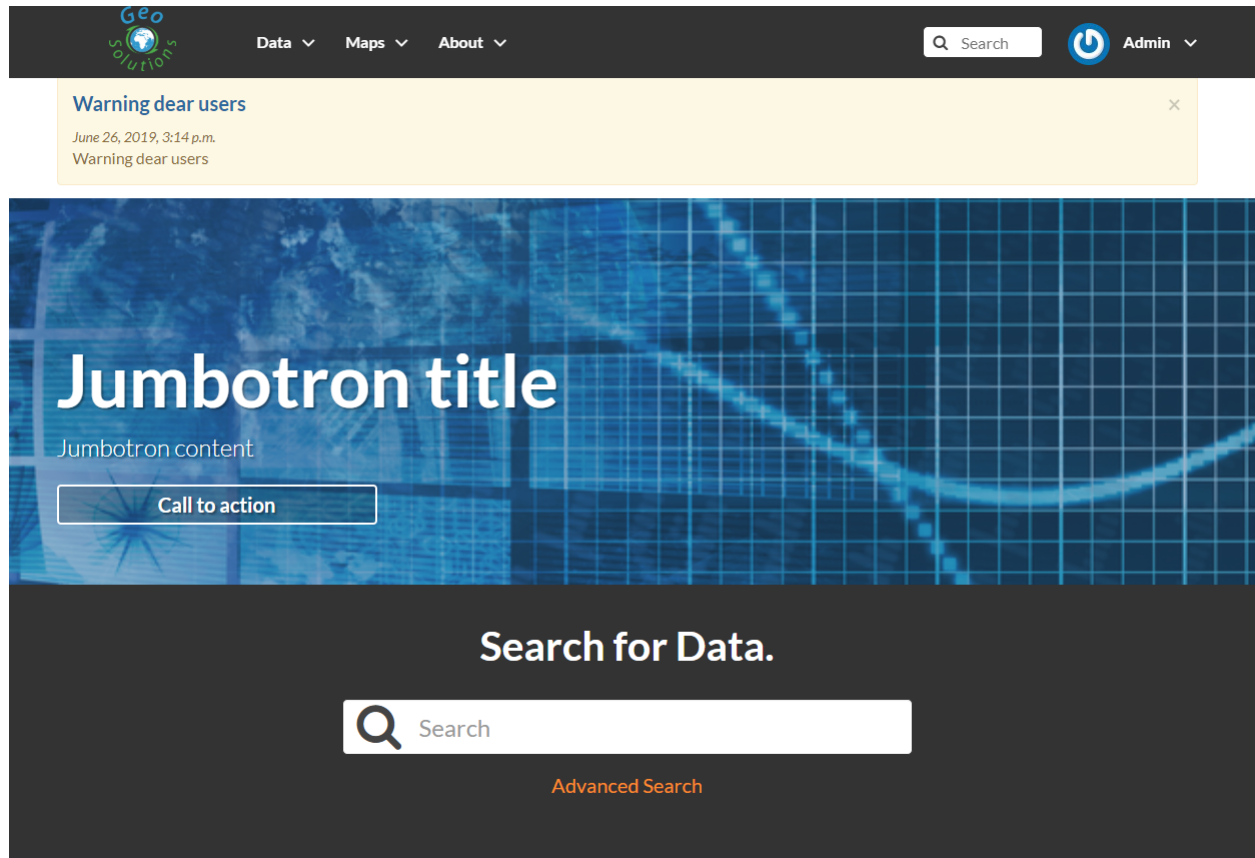 Geo
Solutions
Data
Maps
About
Search
Admin
Warning dear users
×
June 26, 2019, 3:14 p.m.
Warning dear users
Jumbotron title
Jumbotron content
Call to action
Search for Data.
Search
Advanced Search